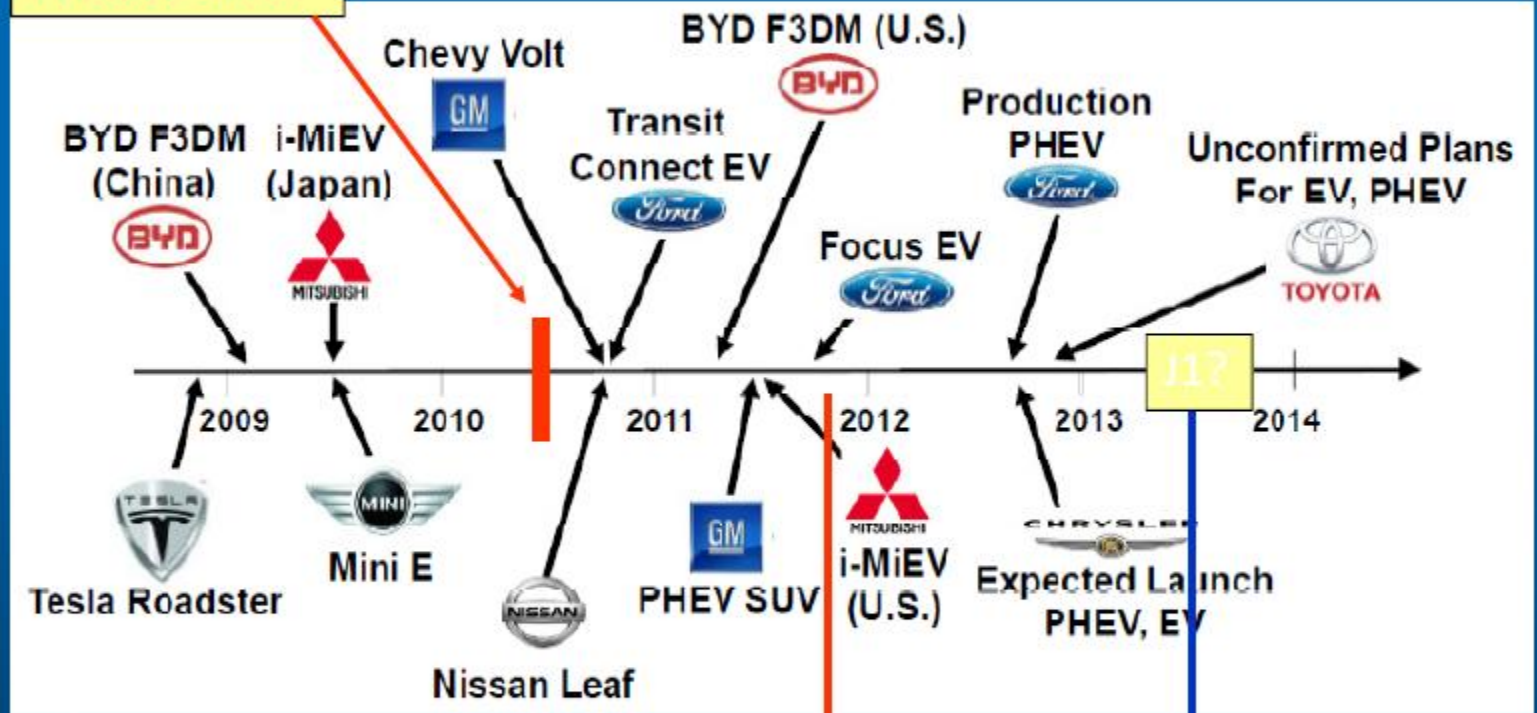 BYD F3DM (U.S.)
Chevy Volt
GM
BYD
Production
PHEV
Transit
Connect EV
BYD F3DM
(China)
i-MiEV
(Japan)
Unconfirmed Plans
For EV, PHEV
Ford
Ford
BYD
MITSUBISHI
Focus EV
Ford
TOYOTA
J1?
2009
2010
2011
2012
2013
2014
TESLA
MINI
GM
MITSUBISHI
CHRYSLER
Mini E
i-MiEV
(U.S.)
Expected Launch
PHEV, EV
Tesla Roadster
PHEV SUV
NISSAN
Nissan Leaf